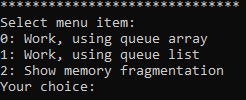 ******************************
Select menu item:
0: Work, using queue array
1: Work, using queue list
2: Show memory fragmentation
Your choice: